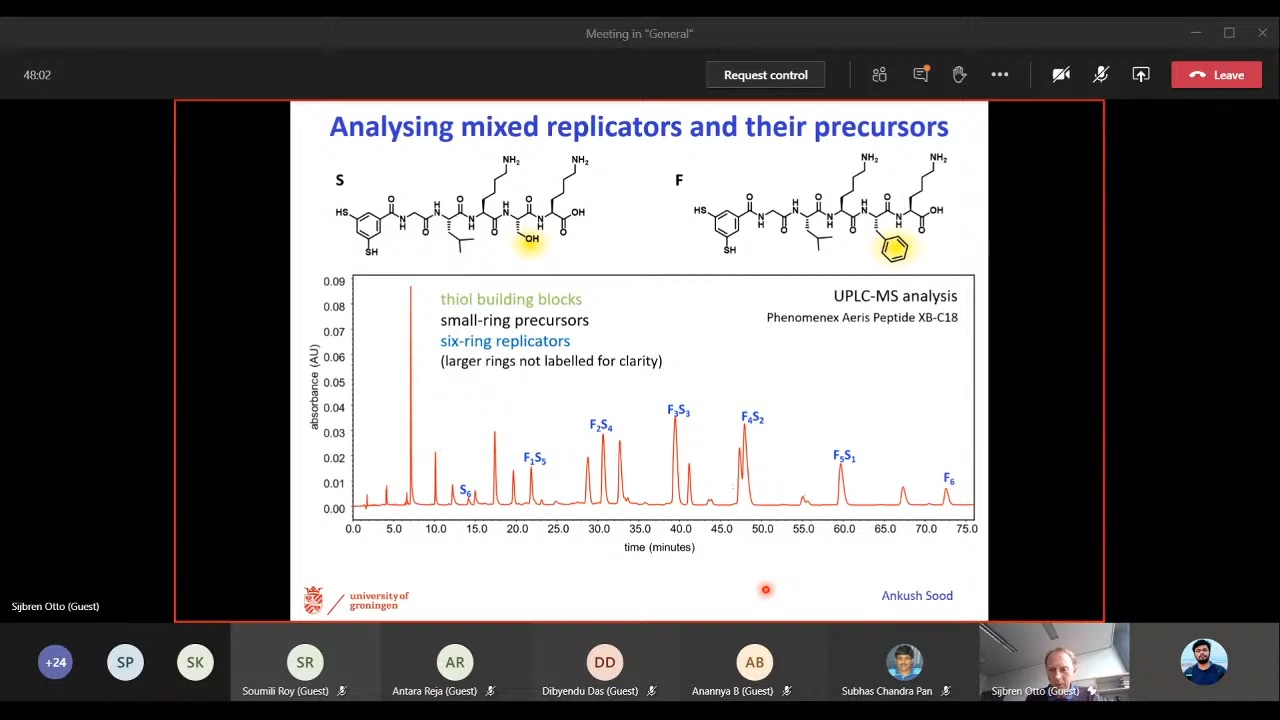 Meeting in "General"
48:02
Request control
Leave
Analysing mixed replicators and their precursors
S
HS
SH
O
N
H
H
N
O
O
N
H
NH₂
H
N
O
OH
O
N
H
NH₂
OH
O
F
HS
SH
O
N
H
H
N
O
O
N
H
NH₂
H
N
O
O
N
H
NH₂
OH
O
thiol building blocks
small-ring precursors
six-ring replicators
(larger rings not labelled for clarity)
UPLC-MS analysis
Phenomenex Aeris Peptide XB-C18
absorbance (AU)
0.09
0.08
0.07
0.06
0.05
0.04
0.03
0.02
0.01
0.00
S₆
F₁S₅
F₂S₄
F₃S₃
F₄S₂
F₅S₁
F₆
0.0 5.0 10.0 15.0 20.0 25.0 30.0 35.0 40.0 45.0 50.0 55.0 60.0 65.0 70.0 75.0
time (minutes)
university of
groningen
Ankush Sood
Sijbren Otto (Guest)
+24
SP
SK
SR
AR
DD
AB
Soumili Roy (Guest)
Antara Reja (Guest)
Dibyendu Das (Guest)
Anannya B (Guest)
Subhas Chandra Pan
Sijbren Otto (Guest)